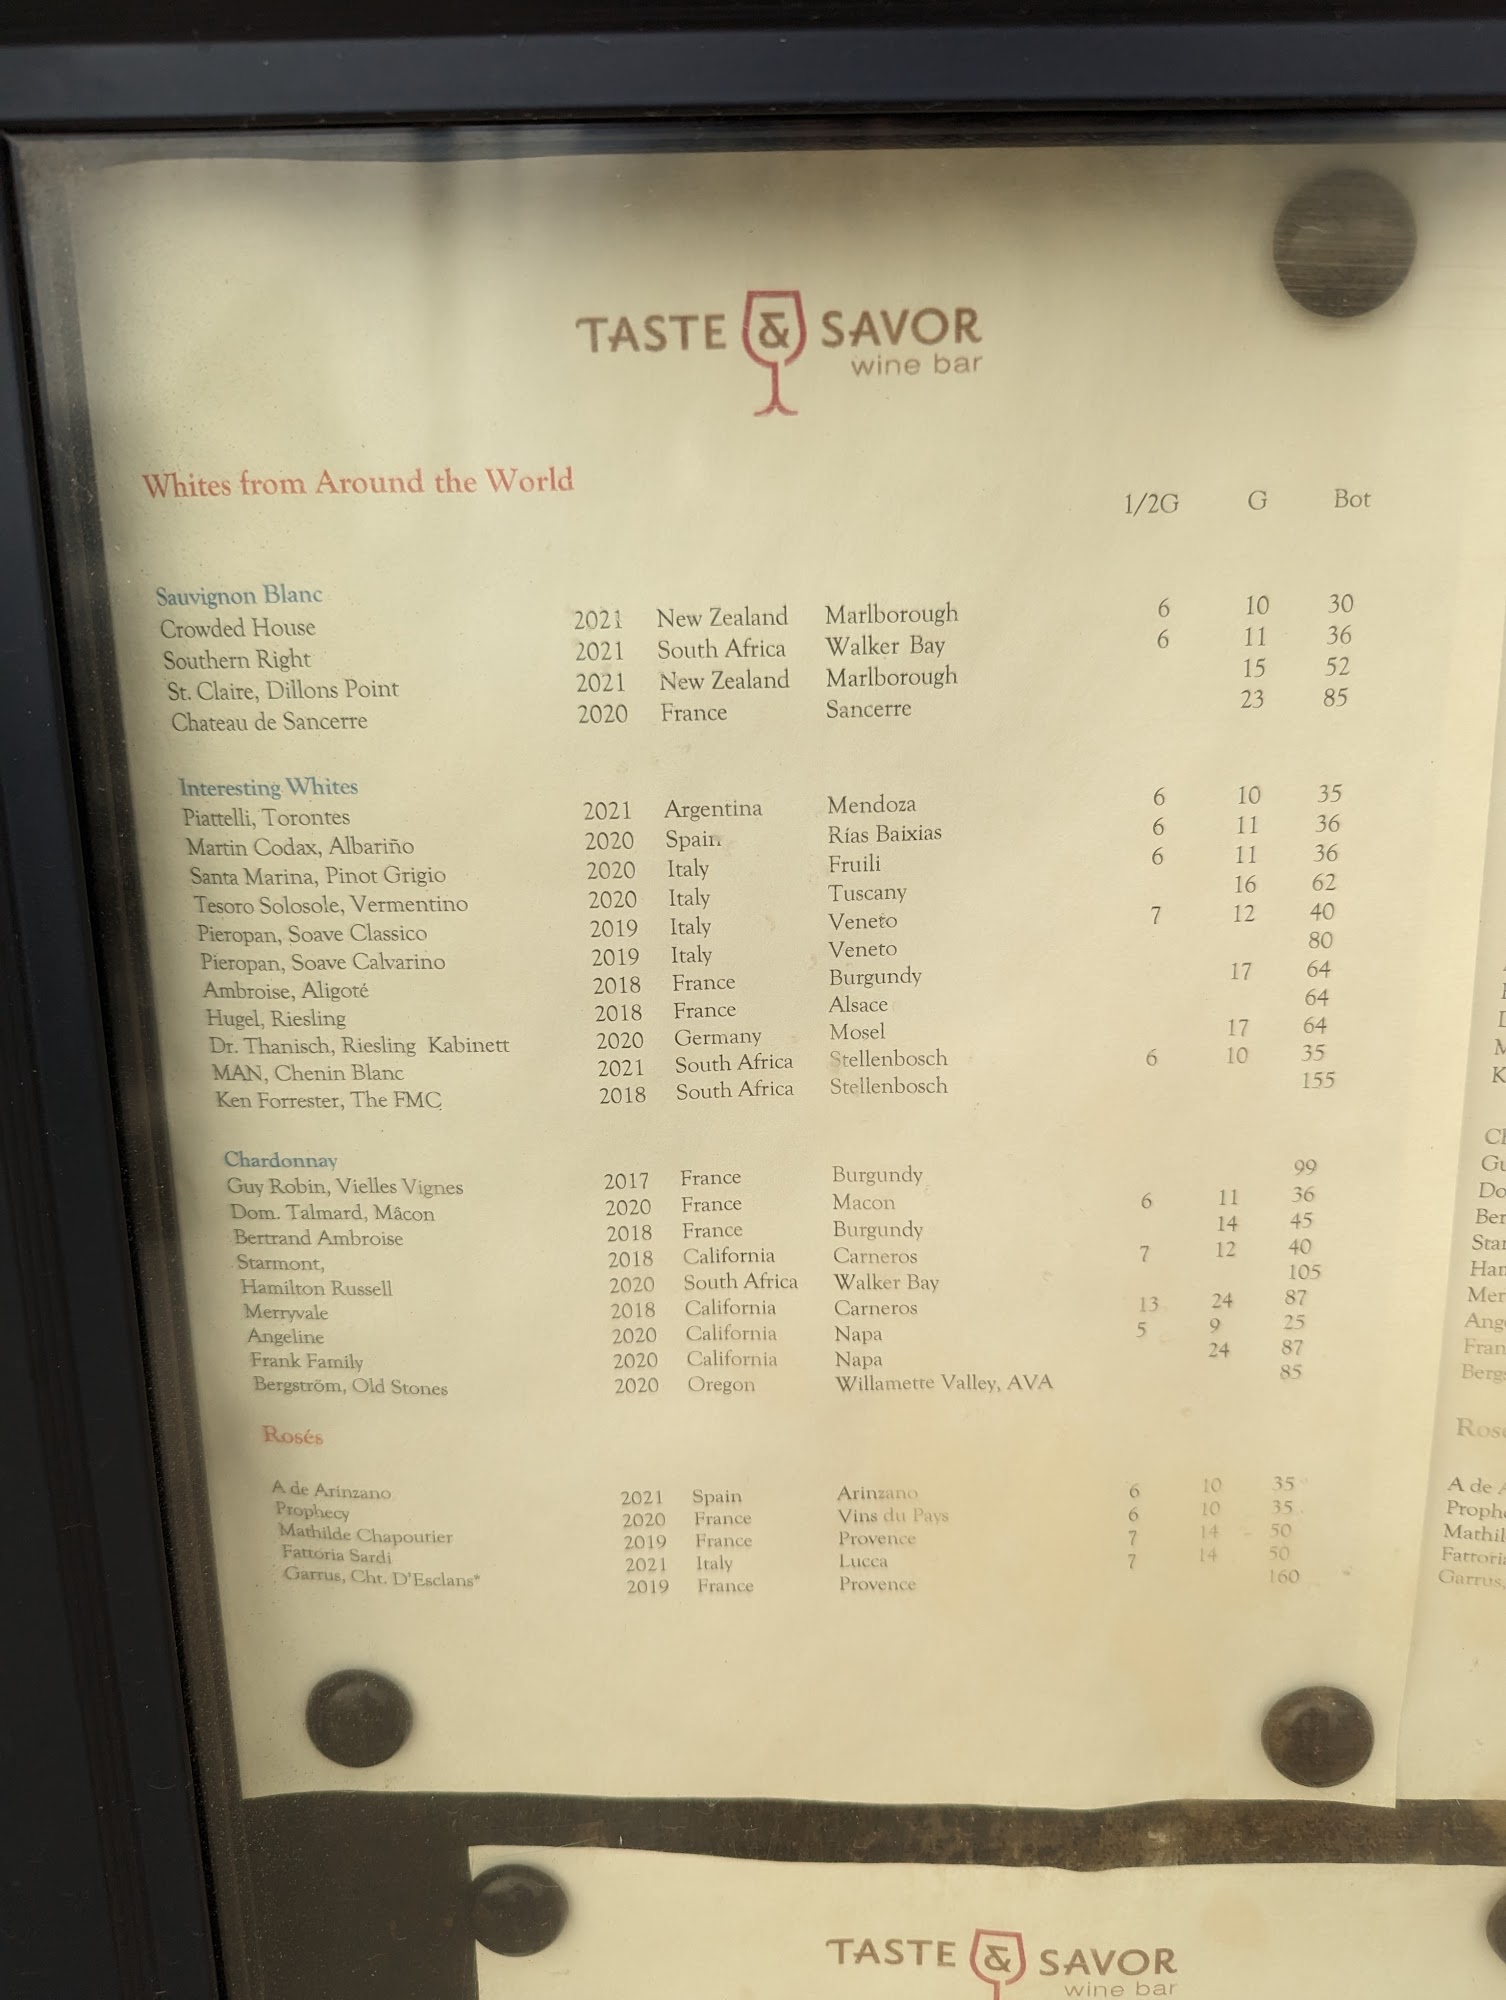 TASTE & SAVOR
wine bar
Whites from Around the World
1/2G G Bot
Sauvignon Blanc
Crowded House 2021 New Zealand Marlborough 6 10 30
Southern Right 2021 South Africa Walker Bay 6 11 36
St. Claire, Dillons Point 2021 New Zealand Marlborough 15 52
Chateau de Sancerre 2020 France Sancerre 23 85
Interesting Whites
Piattelli, Torontes 2021 Argentina Mendoza 6 10 35
Martin Codax, Albariño 2020 Spain Rías Baixias 6 11 36
Santa Marina, Pinot Grigio 2020 Italy Fruili 6 11 36
Tesoro Solosole, Vermentino 2020 Italy Tuscany 16 62
Pieropan, Soave Classico 2019 Italy Veneto 7 12 40
Pieropan, Soave Calvarino 2019 Italy Veneto 80
Ambroise, Aligoté 2018 France Burgundy 17 64
Hugel, Riesling 2018 France Alsace 64
Dr. Thanisch, Riesling Kabinett 2020 Germany Mosel 17 64
MAN, Chenin Blanc 2021 South Africa Stellenbosch 6 10 35
Ken Forrester, The FMC 2018 South Africa Stellenbosch 155
Chardonnay
Guy Robin, Vielles Vignes 2017 France Burgundy 99
Dom. Talmard, Mâcon 2020 France Macon 6 11 36
Bertrand Ambroise 2018 France Burgundy 14 45
Starmont, 2018 California Carneros 7 12 40
Hamilton Russell 2020 South Africa Walker Bay 105
Merryvale 2018 California Carneros 13 24 87
Angeline 2020 California Napa 5 9 25
Frank Family 2020 California Napa 24 87
Bergström, Old Stones 2020 Oregon Willamette Valley, AVA 85
Rosés
A de Arinzano 2021 Spain Arinzano 6 10 35
Prophecy 2020 France Vins du Pays 6 10 35
Mathilde Chapoutier 2019 France Provence 7 14 50
Fattoria Sardi 2021 Italy Lucca 7 14 50
Garrus, Cht. D'Esclans* 2019 France Provence 160
TASTE & SAVOR
wine bar